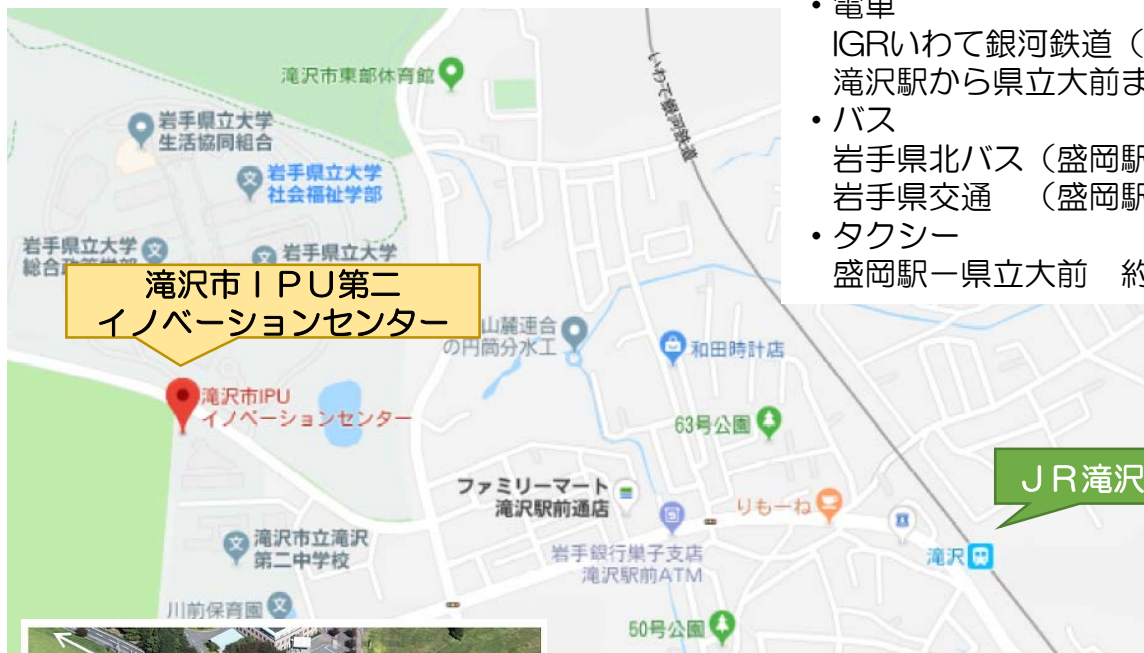 ・電車
IGRいわて銀河鉄道（
滝沢駅から県立大前ま
・バス
岩手県北バス（盛岡駅
岩手県交通　（盛岡駅
・タクシー
盛岡駅ー県立大前　約
いわて銀河鉄道
滝沢市東部体育館
岩手県立大学
生活協同組合
岩手県立大学
社会福祉学部
岩手県立大学
総合政策学部
岩手県立大学
滝沢市ＩＰＵ第二
イノベーションセンター
山麓連合
の円筒分水工
和田時計店
滝沢市IPU
イノベーションセンター
63号公園
ＪＲ滝沢
ファミリーマート
滝沢駅前通店
りもーね
滝沢市立滝沢
第二中学校
岩手銀行巣子支店
滝沢駅前ATM
滝沢
川前保育園
50号公園